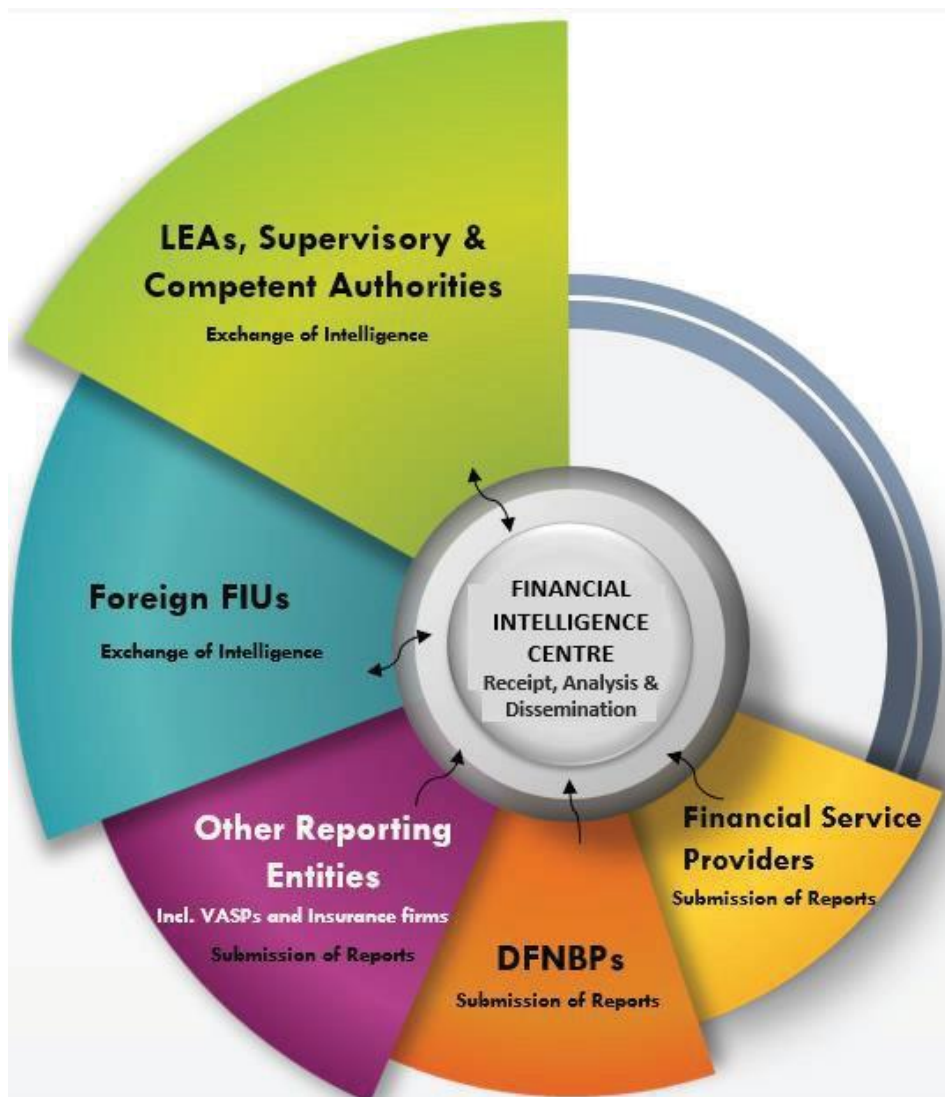 LEAs, Supervisory &
Competent Authorities
Exchange of Intelligence
Foreign FIUs
Exchange of Intelligence
FINANCIAL
INTELLIGENCE
CENTRE
Receipt, Analysis &
Dissemination
Other Reporting
Entities
Incl. VASPs and Insurance firms
Submission of Reports
DFNBPs
Submission of Reports
Financial Service
Providers
Submission of Reports